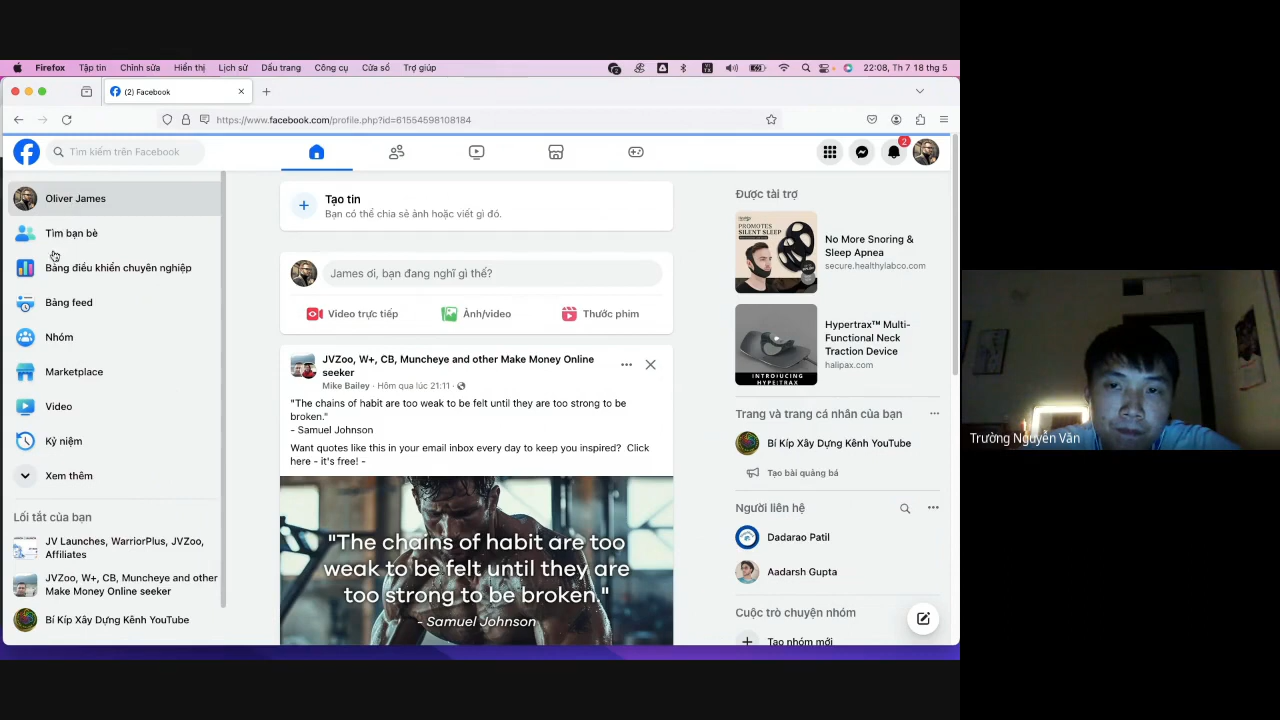 Firefox Tập tin Chỉnh sửa Hiển thị Lịch sử Dấu trang Công cụ Cửa sổ Trợ giúp
22:08, Th 7 18 thg 5
(2) Facebook
https://www.facebook.com/profile.php?id=61554598108184
Tìm kiếm trên Facebook
2
Oliver James
Tìm bạn bè
Bảng điều khiển chuyên nghiệp
Bảng feed
Nhóm
Marketplace
Video
Kỷ niệm
Xem thêm
Lối tắt của bạn
JV Launches, WarriorPlus, JVZoo,
Affiliates
JVZoo, W+, CB, Muncheye and other
Make Money Online seeker
Bí Kíp Xây Dựng Kênh YouTube
Tạo tin
Bạn có thể chia sẻ ảnh hoặc viết gì đó.
James ơi, bạn đang nghĩ gì thế?
Video trực tiếp
Ảnh/video
Thước phim
JVZoo, W+, CB, Muncheye and other Make Money Online
seeker
Mike Bailey · Hôm qua lúc 21:11 ·
"The chains of habit are too weak to be felt until they are too strong to be
broken."
- Samuel Johnson
Want quotes like this in your email inbox every day to keep you inspired? Click
here - it's free! -
"The chains of habit are too
weak to be felt until they are
too strong to be broken."
- Samuel Johnson
Được tài trợ
PROMOTES
SILENT SLEEP
No More Snoring &
Sleep Apnea
secure.healthylabco.com
INTRODUCING
HYPERTRAX
Hypertrax™ Multi-
Functional Neck
Traction Device
halipax.com
Trang và trang cá nhân của bạn
Bí Kíp Xây Dựng Kênh YouTube
Tạo bài quảng bá
Người liên hệ
Dadarao Patil
Aadarsh Gupta
Cuộc trò chuyện nhóm
Tạo nhóm mới
Trường Nguyễn Văn